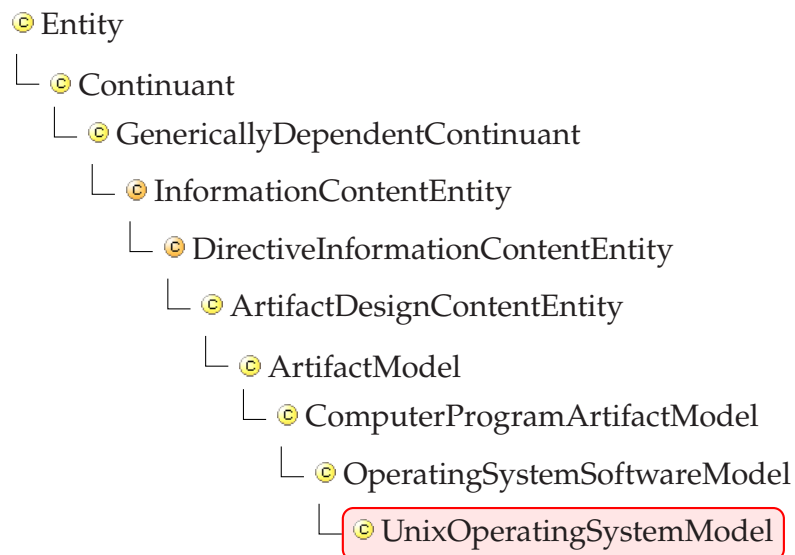 Entity
Continuant
GenericallyDependentContinuant
InformationContentEntity
DirectiveInformationContentEntity
ArtifactDesignContentEntity
ArtifactModel
ComputerProgramArtifactModel
OperatingSystemSoftwareModel
UnixOperatingSystemModel